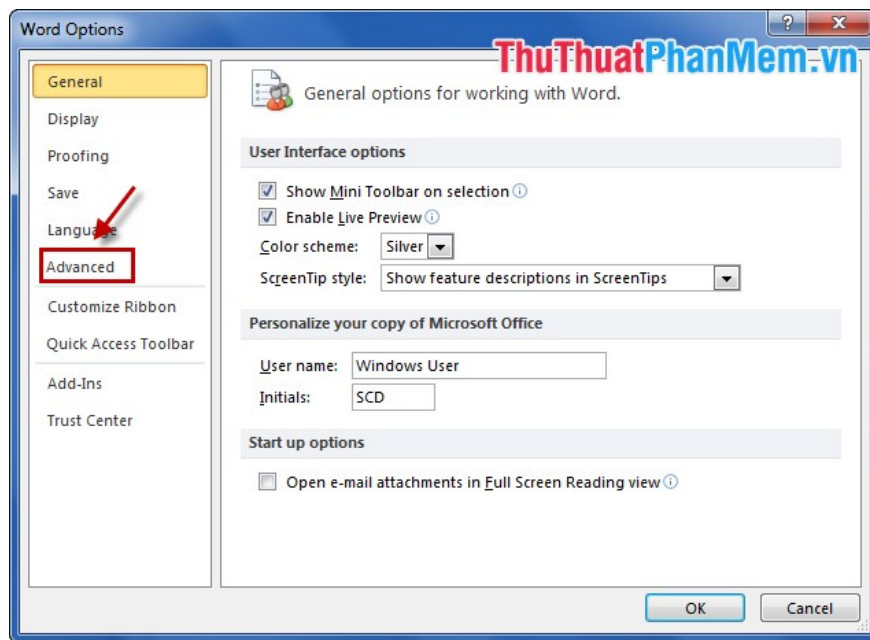 Word Options
ThuThuatPhanMem.vn
General
Display
Proofing
Save
Language
Advanced
Customize Ribbon
Quick Access Toolbar
Add-Ins
Trust Center
General options for working with Word.
User Interface options
Show Mini Toolbar on selection
Enable Live Preview
Color scheme: Silver
ScreenTip style: Show feature descriptions in ScreenTips
Personalize your copy of Microsoft Office
User name: Windows User
Initials: SCD
Start up options
Open e-mail attachments in Full Screen Reading view
OK Cancel